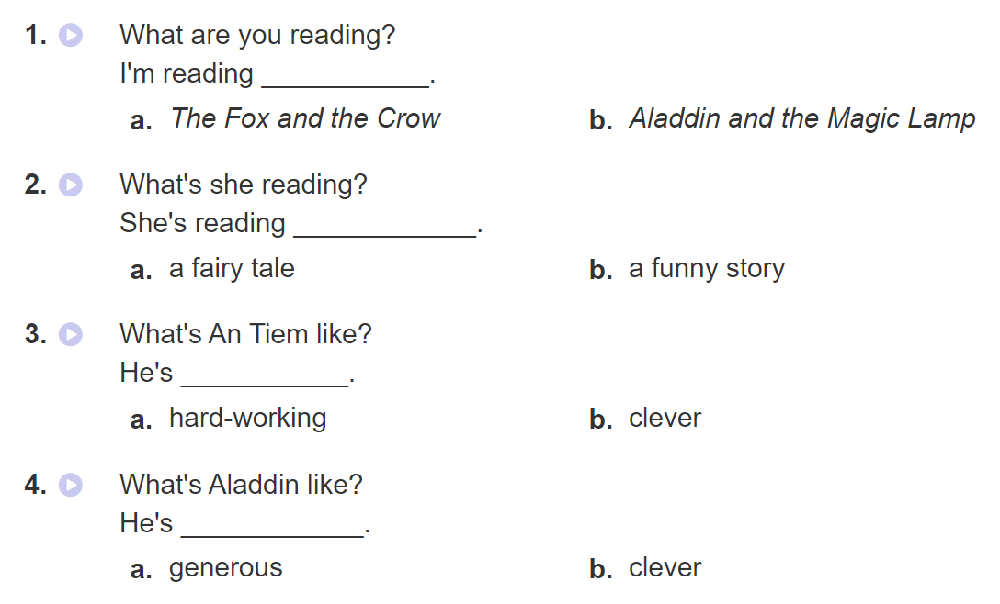 1. What are you reading?
I'm reading ___________.
a. The Fox and the Crow b. Aladdin and the Magic Lamp
2. What's she reading?
She's reading ____________.
a. a fairy tale b. a funny story
3. What's An Tiem like?
He's ___________.
a. hard-working b. clever
4. What's Aladdin like?
He's ____________.
a. generous b. clever